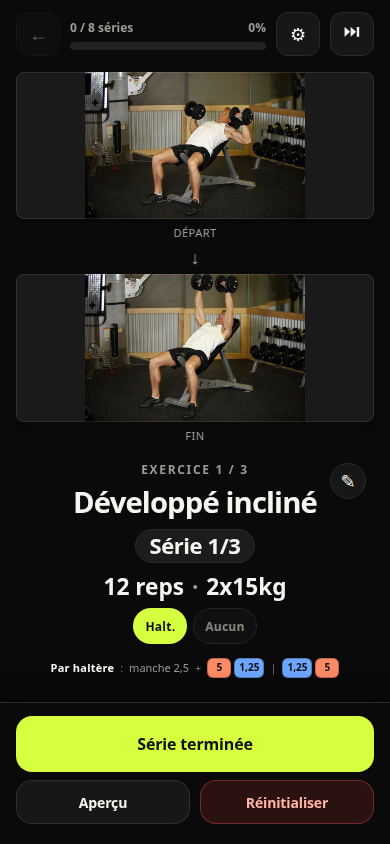 ←
0 / 8 séries 0%
⚙ ⏭
DÉPART
↓
FIN
EXERCICE 1 / 3
✎
Développé incliné
Série 1/3
12 reps · 2x15kg
Halt. Aucun
Par haltère : manche 2,5 + 5 1,25 | 1,25 5
Série terminée
Aperçu Réinitialiser